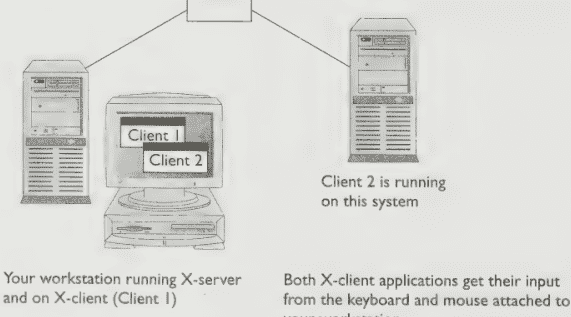 Client 1
Client 2
Client 2 is running
on this system
Your workstation running X-server
and on X-client (Client 1)
Both X-client applications get their input
from the keyboard and mouse attached to